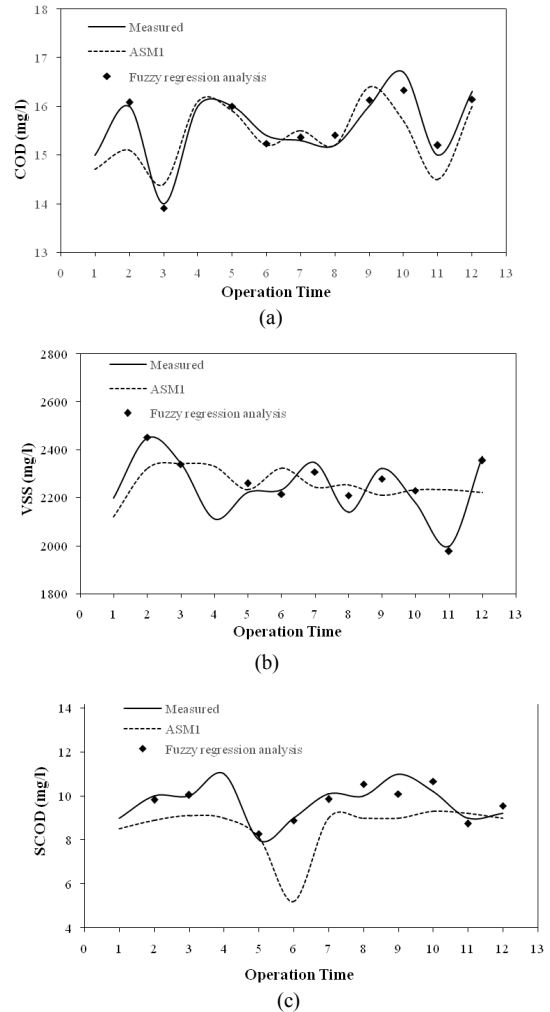 18
17
16
15
14
13
COD (mg/l)
Measured
ASM1
Fuzzy regression analysis
0 1 2 3 4 5 6 7 8 9 10 11 12 13
Operation Time
(a)
2800
2600
2400
2200
2000
1800
VSS (mg/l)
Measured
ASM1
Fuzzy regression analysis
0 1 2 3 4 5 6 7 8 9 10 11 12 13
Operation Time
(b)
14
12
10
8
6
4
SCOD (mg/l)
Measured
ASM1
Fuzzy regression analysis
0 1 2 3 4 5 6 7 8 9 10 11 12 13
Operation Time
(c)